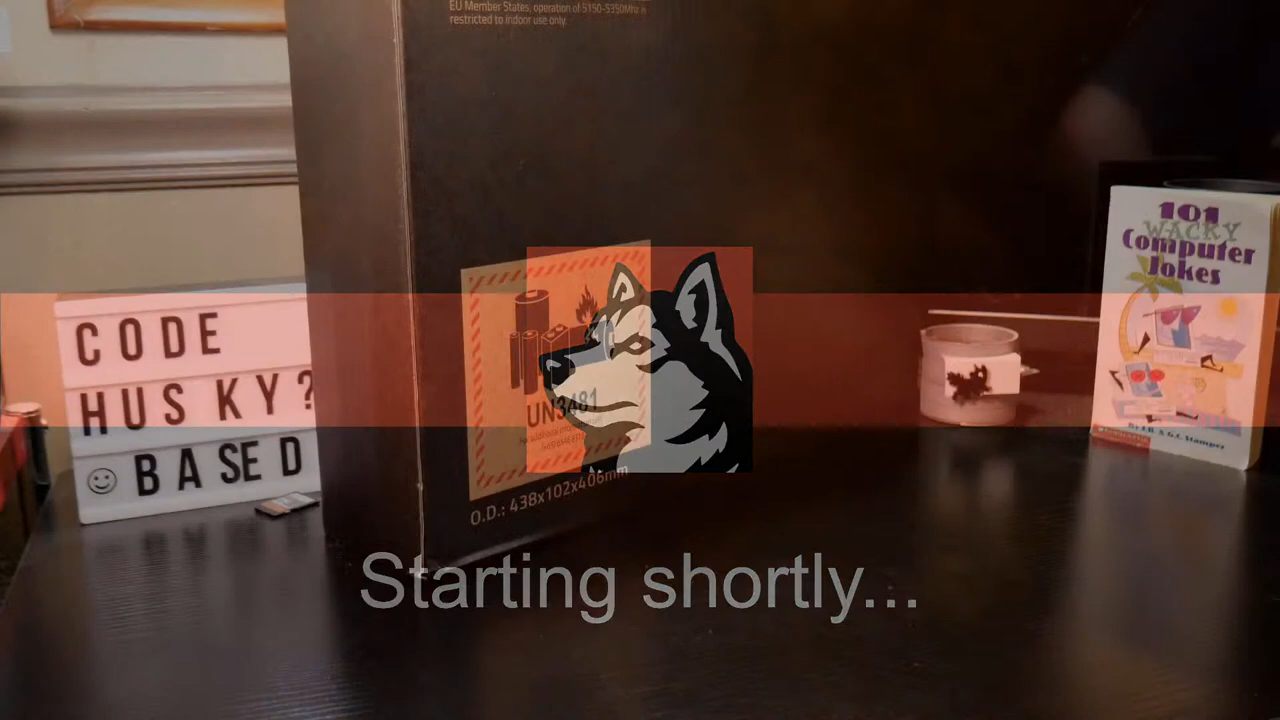 EU Member States, operation of 5150-5350Mhz is
restricted to indoor use only.
101
WACKY
Computer
Jokes
CODE
HUSKY?
BASED
UN3481
O.D.: 438x102x406mm
Starting shortly...